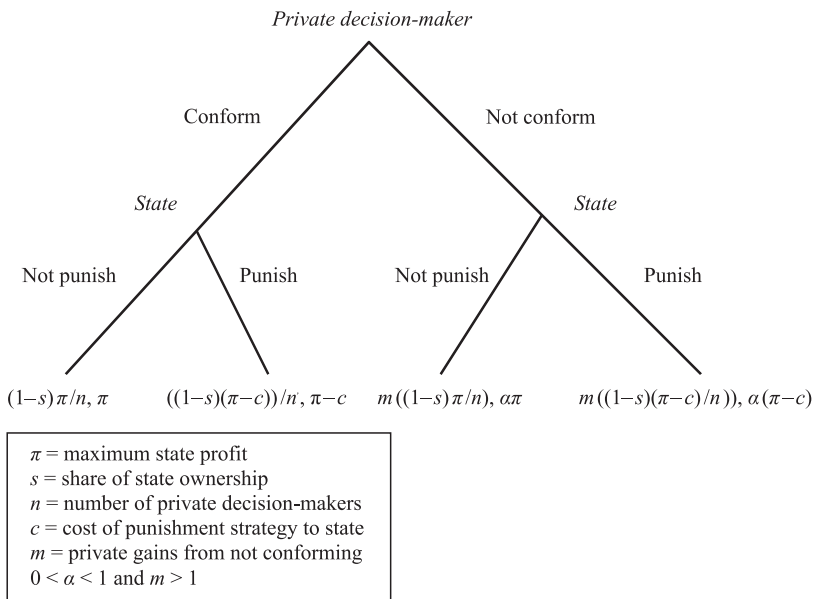 Private decision-maker
Conform
Not conform
State
State
Not punish
Punish
Not punish
Punish
(1–s)π/n, π
((1–s)(π–c))/n, π–c
m((1–s)π/n), απ
m((1–s)(π–c)/n)), α(π–c)
π = maximum state profit
s = share of state ownership
n = number of private decision-makers
c = cost of punishment strategy to state
m = private gains from not conforming
0 < α < 1 and m > 1